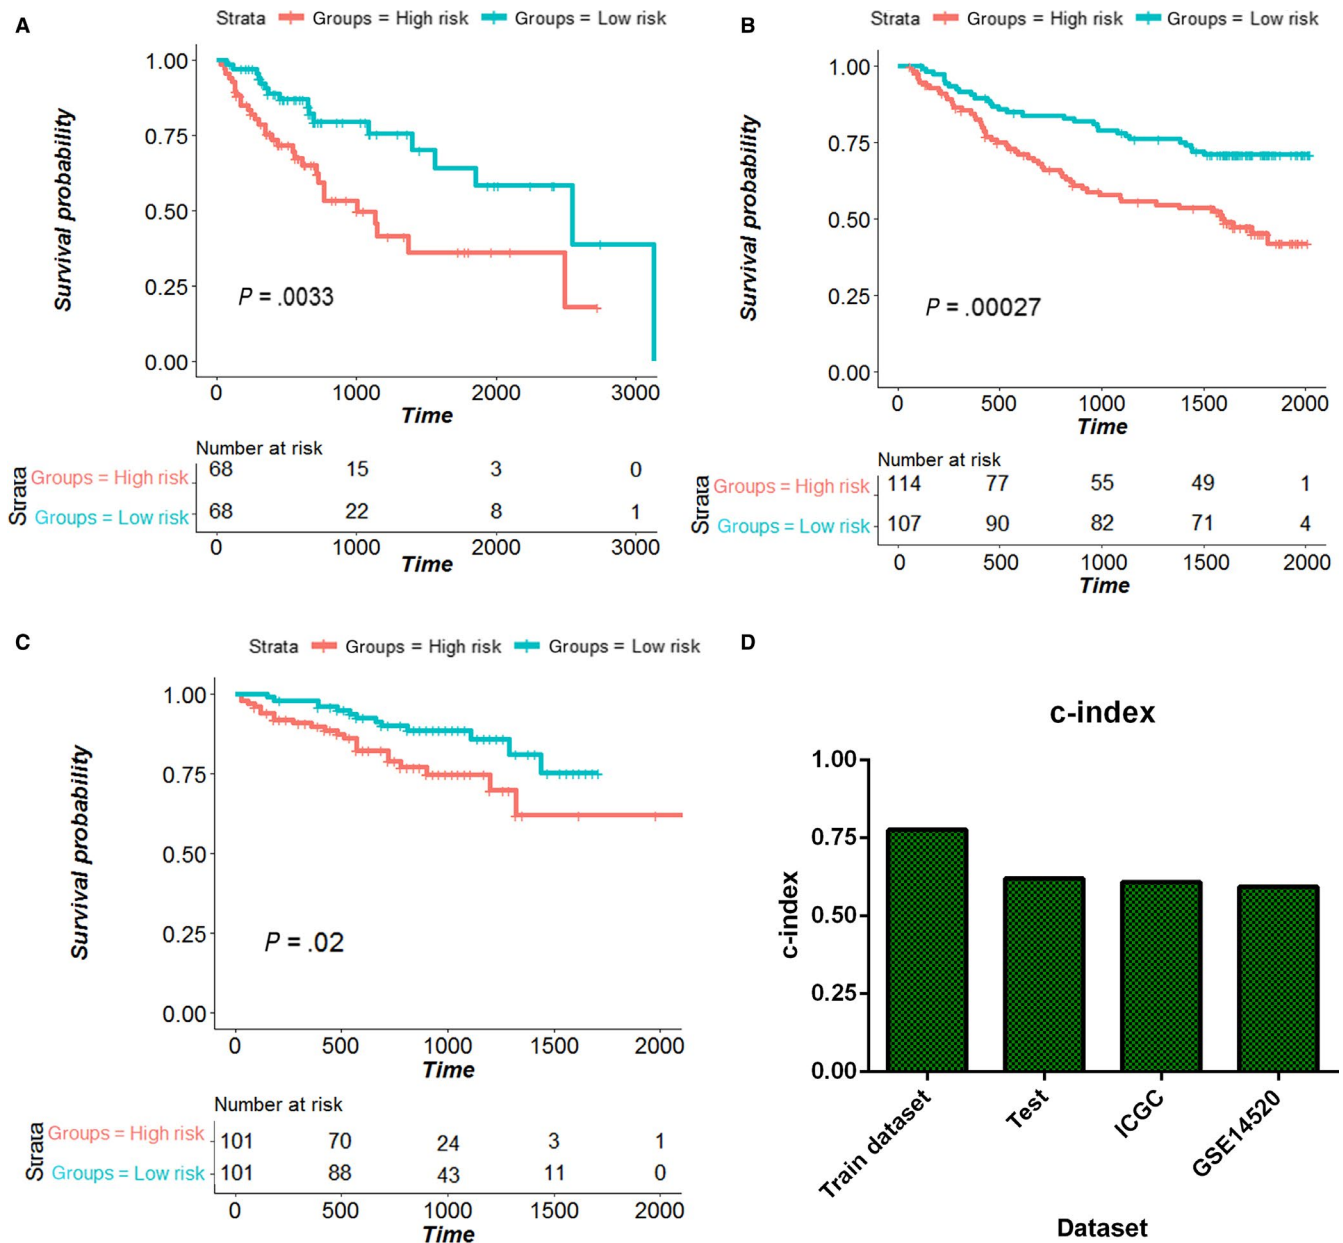 A
Strata Groups = High risk Groups = Low risk
1.00
0.75
0.50
0.25
0.00
Survival probability
P = .0033
0 1000 2000 3000
Time
Number at risk
Strata
Groups = High risk 68 15 3 0
Groups = Low risk 68 22 8 1
0 1000 2000 3000
Time
B
Strata Groups = High risk Groups = Low risk
1.00
0.75
0.50
0.25
0.00
Survival probability
P = .00027
0 500 1000 1500 2000
Time
Number at risk
Strata
Groups = High risk 114 77 55 49 1
Groups = Low risk 107 90 82 71 4
0 500 1000 1500 2000
Time
C
Strata Groups = High risk Groups = Low risk
1.00
0.75
0.50
0.25
0.00
Survival probability
P = .02
0 500 1000 1500 2000
Time
Number at risk
Strata
Groups = High risk 101 70 24 3 1
Groups = Low risk 101 88 43 11 0
0 500 1000 1500 2000
Time
D
c-index
1.00
0.75
0.50
0.25
0.00
c-index
Train dataset
Test
ICGC
GSE14520
Dataset